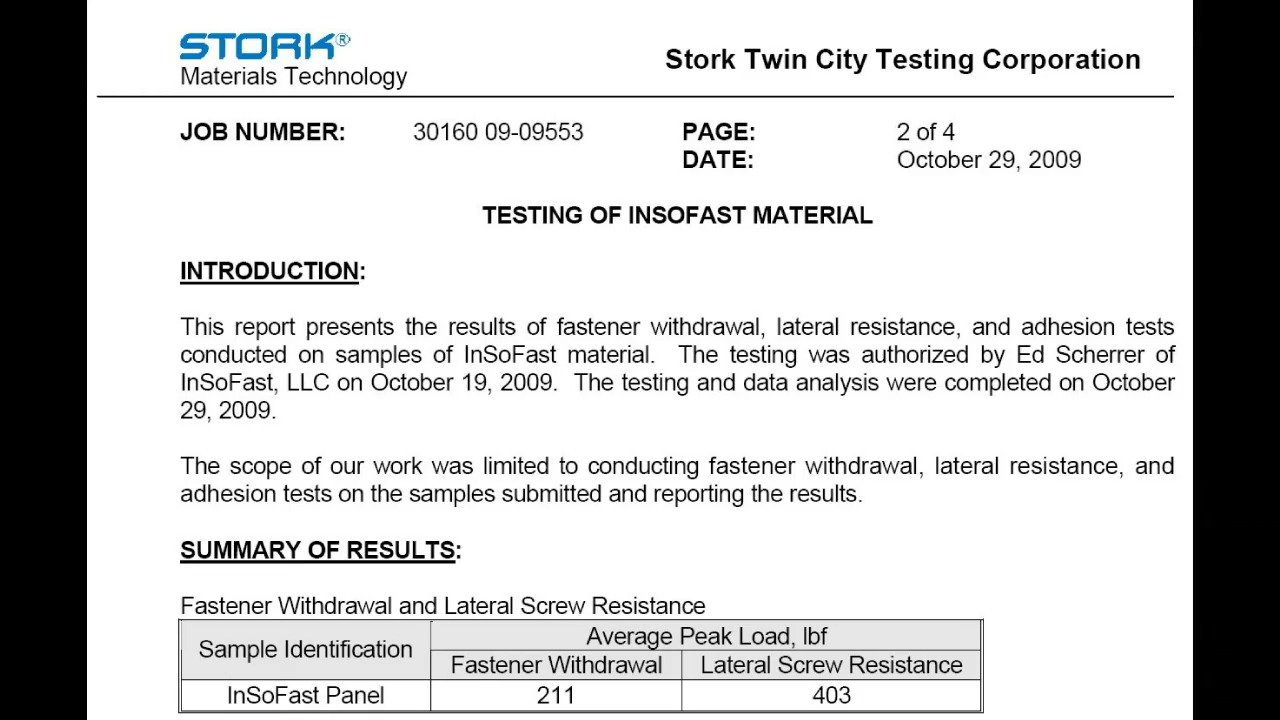 STORK®
Materials Technology
Stork Twin City Testing Corporation
JOB NUMBER: 30160 09-09553 PAGE: 2 of 4
DATE: October 29, 2009
TESTING OF INSOFAST MATERIAL
INTRODUCTION:
This report presents the results of fastener withdrawal, lateral resistance, and adhesion tests
conducted on samples of InSoFast material. The testing was authorized by Ed Scherrer of
InSoFast, LLC on October 19, 2009. The testing and data analysis were completed on October
29, 2009.
The scope of our work was limited to conducting fastener withdrawal, lateral resistance, and
adhesion tests on the samples submitted and reporting the results.
SUMMARY OF RESULTS:
Fastener Withdrawal and Lateral Screw Resistance
Sample Identification
Average Peak Load, lbf
Fastener Withdrawal Lateral Screw Resistance
InSoFast Panel 211 403